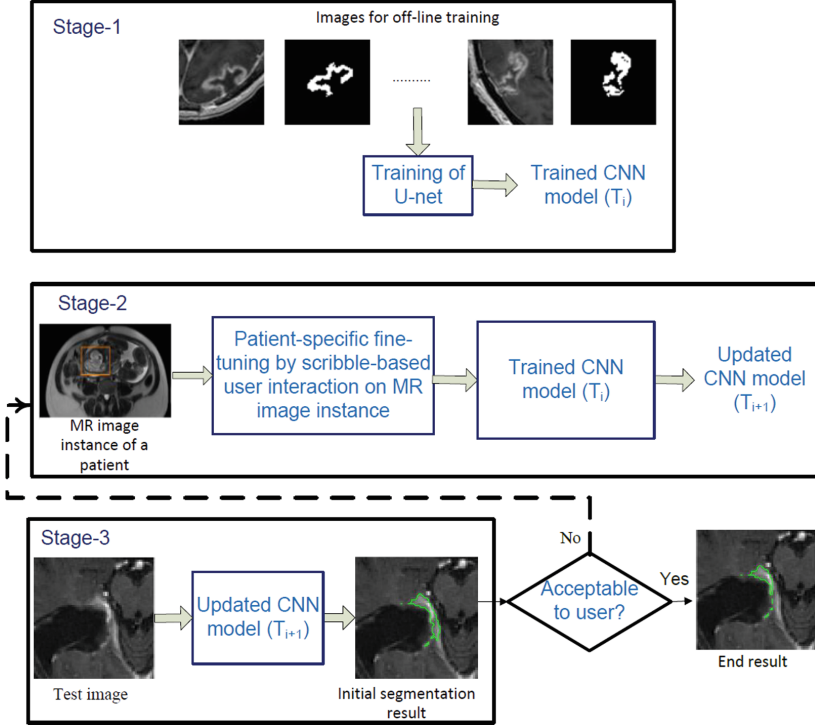 Images for off-line training
Stage-1
..........
Training of
U-net
Trained CNN
model (Ti)
Stage-2
Patient-specific fine-
tuning by scribble-based
user interaction on MR
image instance
Trained CNN
model (Ti)
Updated
CNN model
(Ti+1)
MR image
instance of a
patient
Stage-3
Updated CNN
model (Ti+1)
Test image
Initial segmentation
result
No
Acceptable
to user?
Yes
End result